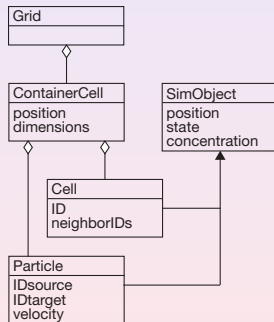 Grid
ContainerCell
position
dimensions
SimObject
position
state
concentration
Cell
ID
neighborIDs
Particle
IDsource
IDtarget
velocity